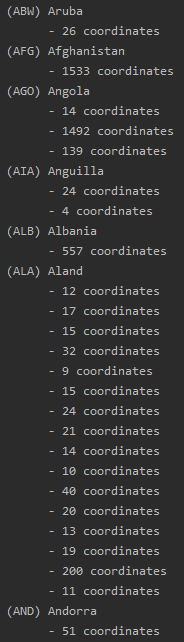 (ABW) Aruba
- 26 coordinates
(AFG) Afghanistan
- 1533 coordinates
(AGO) Angola
- 14 coordinates
- 1492 coordinates
- 139 coordinates
(AIA) Anguilla
- 24 coordinates
- 4 coordinates
(ALB) Albania
- 557 coordinates
(ALA) Aland
- 12 coordinates
- 17 coordinates
- 15 coordinates
- 32 coordinates
- 9 coordinates
- 15 coordinates
- 24 coordinates
- 21 coordinates
- 14 coordinates
- 10 coordinates
- 40 coordinates
- 20 coordinates
- 13 coordinates
- 19 coordinates
- 200 coordinates
- 11 coordinates
(AND) Andorra
- 51 coordinates